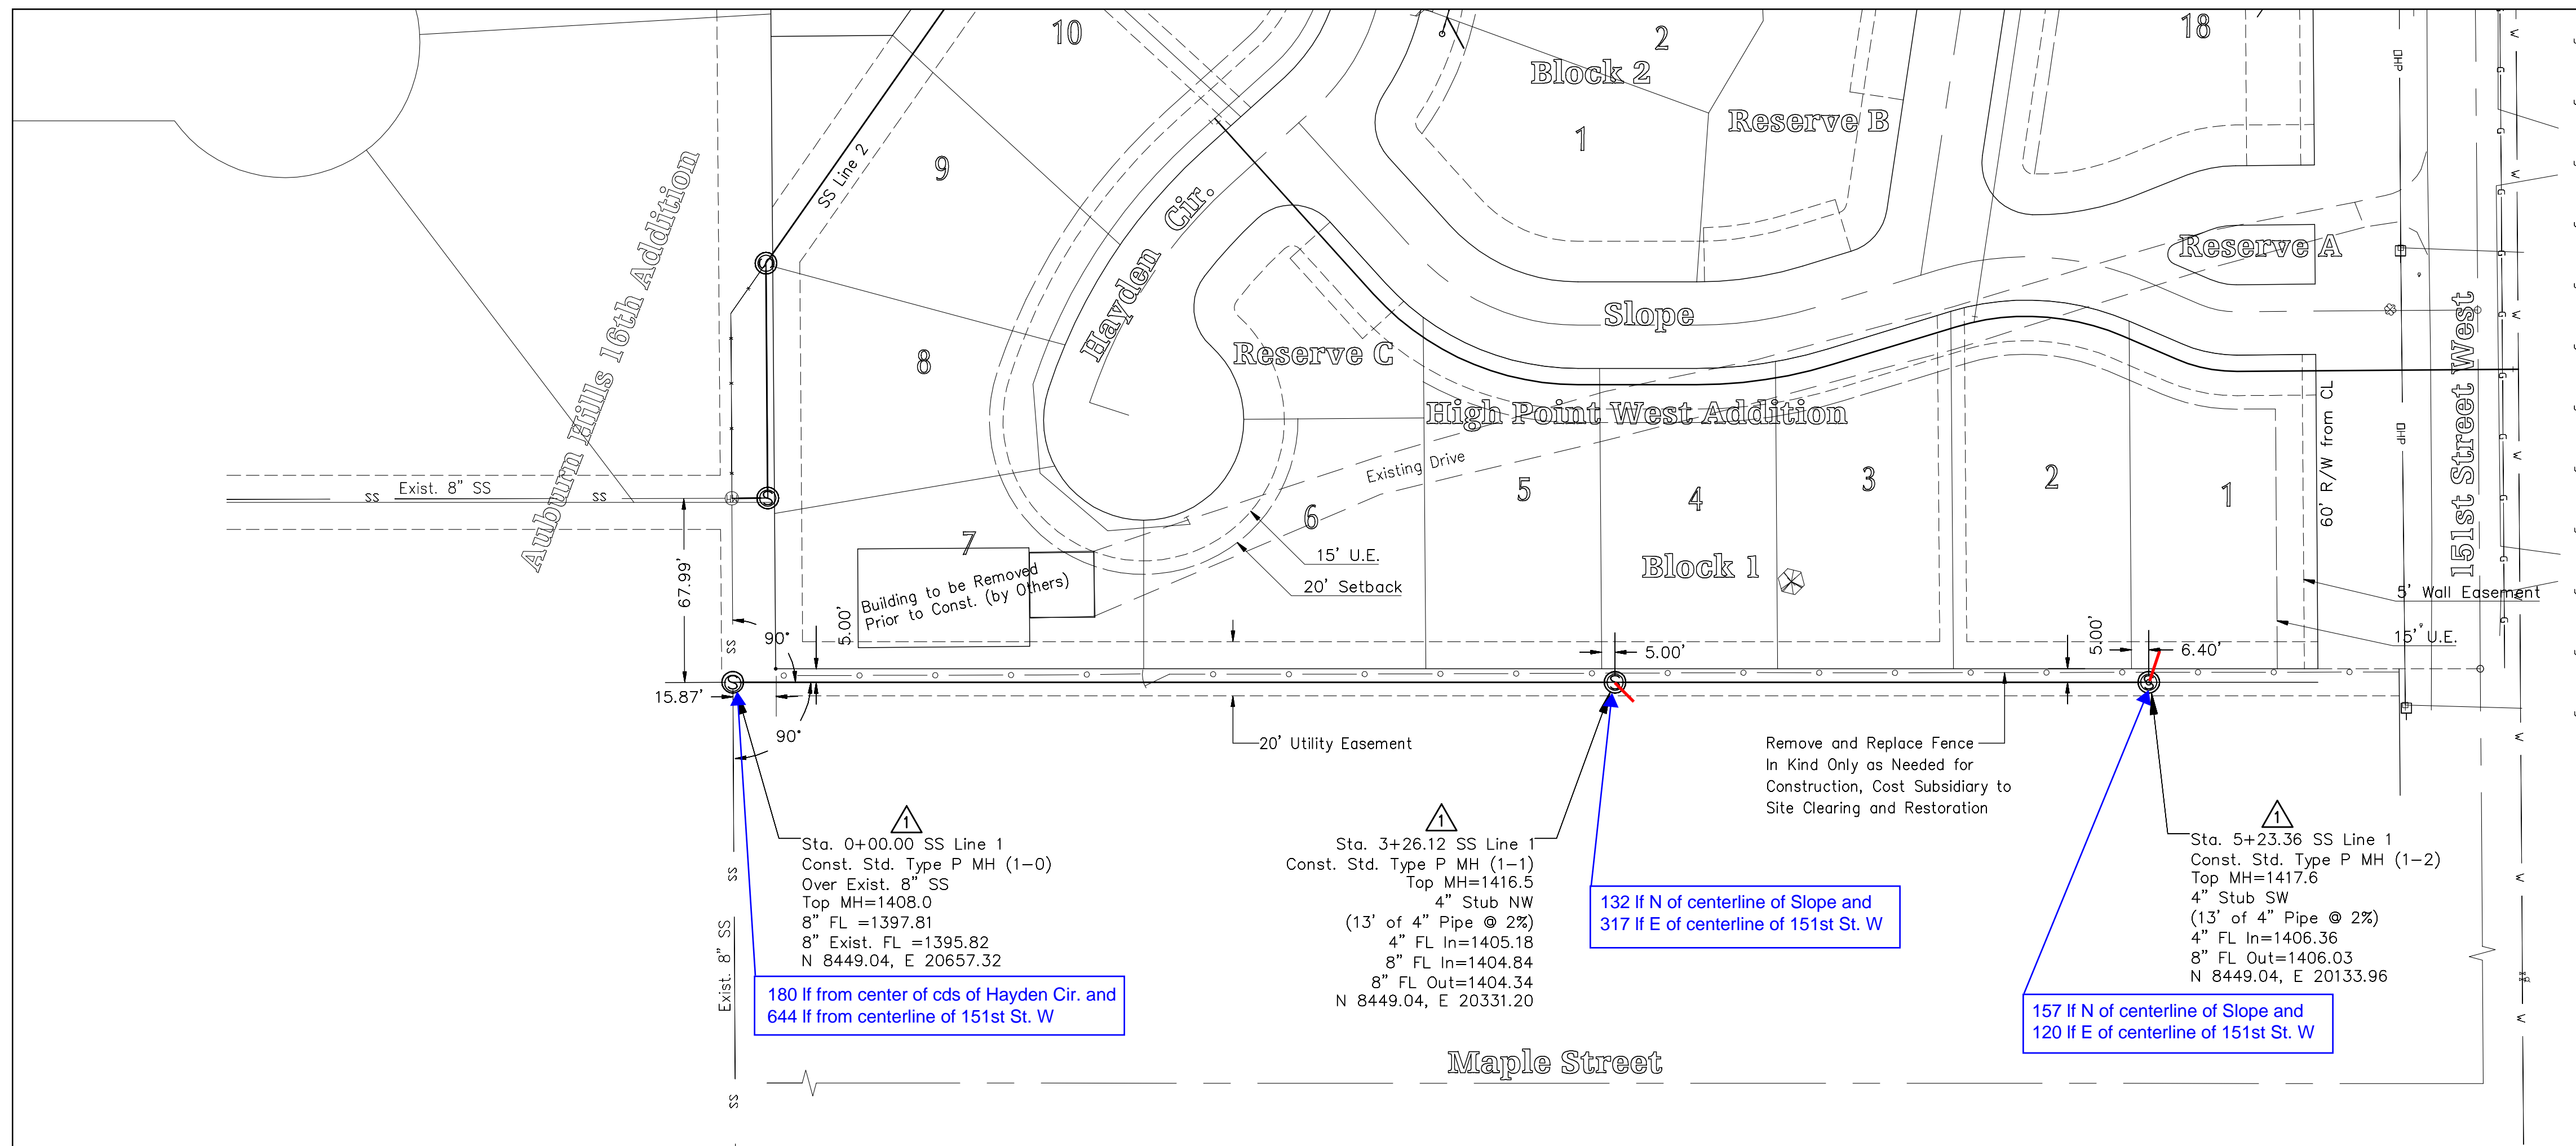 10
2
Block 2
18
OHP
W
G
Reserve B
1
9
SS Line 2
Hayden Cir.
Auburn Hills 16th Addition
Reserve A
Slope
Reserve C
8
High Point West Addition
151st Street West
60' R/W from CL
OHP
Existing Drive
Exist. 8" SS
SS
SS
5
4
3
2
1
6
7
Block 1
15' U.E.
20' Setback
Building to be Removed
Prior to Const. (by Others)
67.99'
90°
5.00'
5' Wall Easement
15' U.E.
SS
5.00'
5.00'
6.40'
15.87'
90°
20' Utility Easement
Remove and Replace Fence
In Kind Only as Needed for
Construction, Cost Subsidiary to
Site Clearing and Restoration
1
Sta. 0+00.00 SS Line 1
Const. Std. Type P MH (1-0)
Over Exist. 8" SS
Top MH=1408.0
8" FL =1397.81
8" Exist. FL =1395.82
N 8449.04, E 20657.32
1
Sta. 3+26.12 SS Line 1
Const. Std. Type P MH (1-1)
Top MH=1416.5
4" Stub NW
(13' of 4" Pipe @ 2%)
4" FL In=1405.18
8" FL In=1404.84
8" FL Out=1404.34
N 8449.04, E 20331.20
1
Sta. 5+23.36 SS Line 1
Const. Std. Type P MH (1-2)
Top MH=1417.6
4" Stub SW
(13' of 4" Pipe @ 2%)
4" FL In=1406.36
8" FL Out=1406.03
N 8449.04, E 20133.96
132 lf N of centerline of Slope and
317 lf E of centerline of 151st St. W
180 lf from center of cds of Hayden Cir. and
644 lf from centerline of 151st St. W
157 lf N of centerline of Slope and
120 lf E of centerline of 151st St. W
SS
Exist. 8" SS
SS
Maple Street